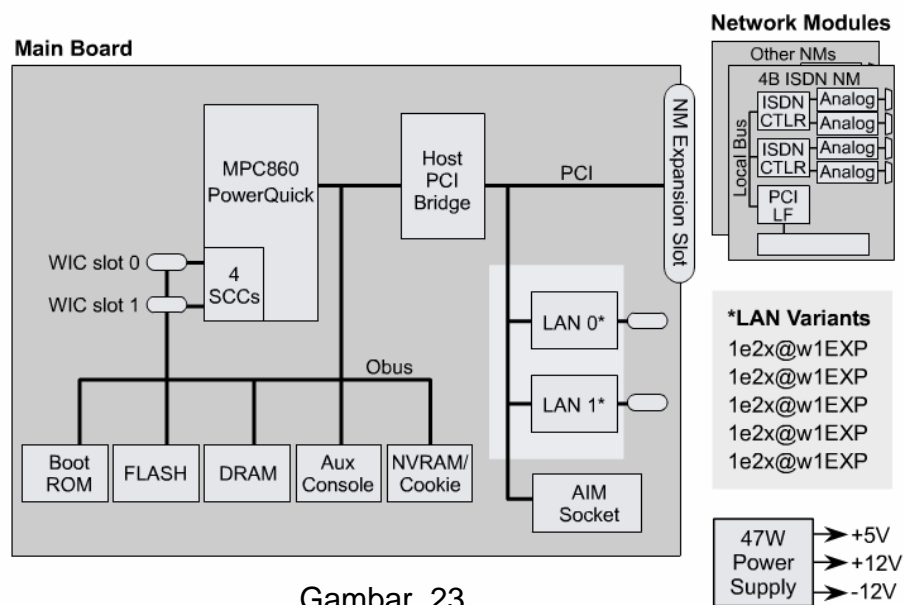 Main Board
MPC860
PowerQuick
4
SCCs
Host
PCI
Bridge
PCI
NM Expansion Slot
WIC slot 0
WIC slot 1
Obus
LAN 0*
LAN 1*
Boot
ROM
FLASH
DRAM
Aux
Console
NVRAM/
Cookie
AIM
Socket
Network Modules
Other NMs
4B ISDN NM
Local Bus
ISDN
CTLR
Analog
Analog
ISDN
CTLR
Analog
Analog
PCI
LF
*LAN Variants
1e2x@w1EXP
1e2x@w1EXP
1e2x@w1EXP
1e2x@w1EXP
1e2x@w1EXP
47W
Power
Supply
+5V
+12V
-12V
Gambar 23